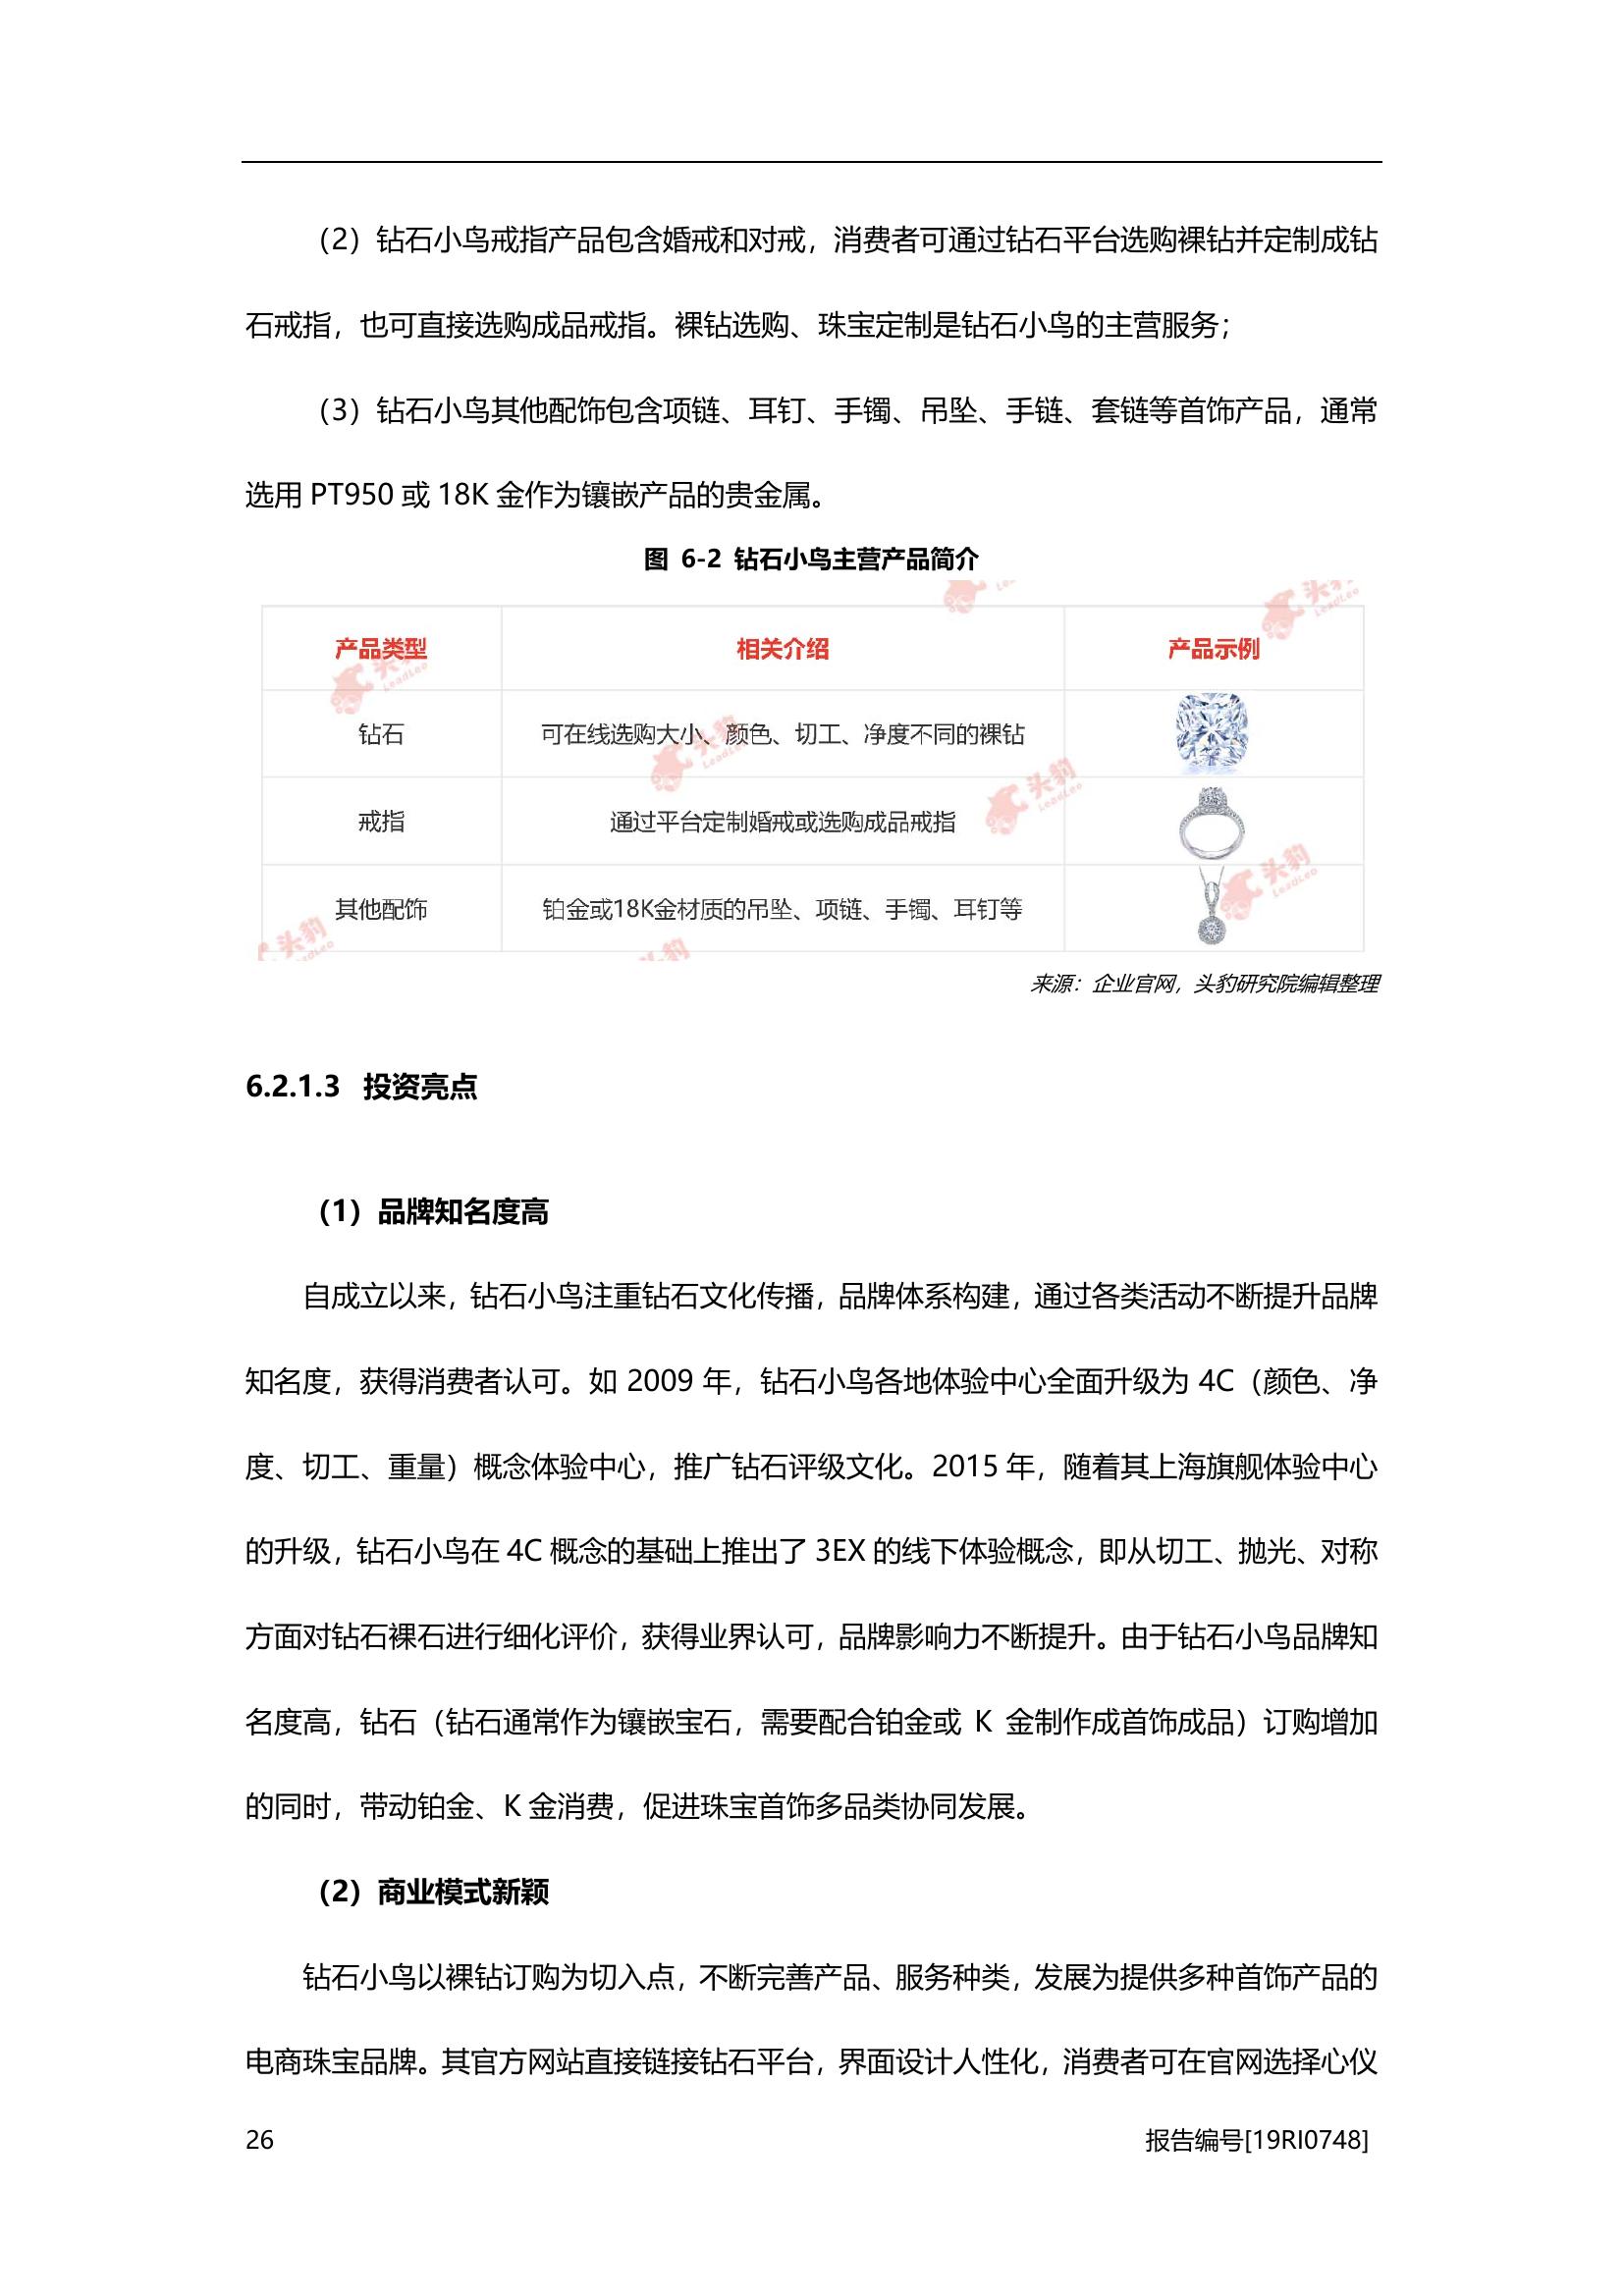 （2）钻石小鸟戒指产品包含婚戒和对戒，消费者可通过钻石平台选购裸钻并定制成钻
石戒指，也可直接选购成品戒指。裸钻选购、珠宝定制是钻石小鸟的主营服务；
（3）钻石小鸟其他配饰包含项链、耳钉、手镯、吊坠、手链、套链等首饰产品，通常
选用 PT950 或 18K 金作为镶嵌产品的贵金属。
图 6-2 钻石小鸟主营产品简介
产品类型 相关介绍 产品示例
钻石 可在线选购大小、颜色、切工、净度不同的裸钻
戒指 通过平台定制婚戒或选购成品戒指
其他配饰 铂金或18K金材质的吊坠、项链、手镯、耳钉等
头豹 LeadLeo
来源：企业官网，头豹研究院编辑整理
6.2.1.3 投资亮点
（1）品牌知名度高
自成立以来，钻石小鸟注重钻石文化传播，品牌体系构建，通过各类活动不断提升品牌
知名度，获得消费者认可。如 2009 年，钻石小鸟各地体验中心全面升级为 4C（颜色、净
度、切工、重量）概念体验中心，推广钻石评级文化。2015 年，随着其上海旗舰体验中心
的升级，钻石小鸟在 4C 概念的基础上推出了 3EX 的线下体验概念，即从切工、抛光、对称
方面对钻石裸石进行细化评价，获得业界认可，品牌影响力不断提升。由于钻石小鸟品牌知
名度高，钻石（钻石通常作为镶嵌宝石，需要配合铂金或 K 金制作成首饰成品）订购增加
的同时，带动铂金、K 金消费，促进珠宝首饰多品类协同发展。
（2）商业模式新颖
钻石小鸟以裸钻订购为切入点，不断完善产品、服务种类，发展为提供多种首饰产品的
电商珠宝品牌。其官方网站直接链接钻石平台，界面设计人性化，消费者可在官网选择心仪
26 报告编号[19RI0748]